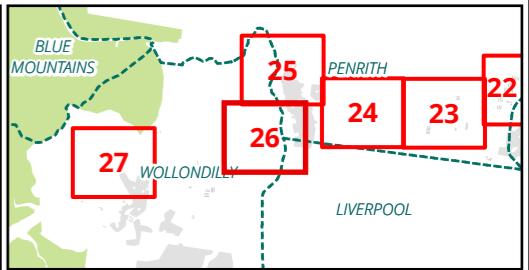 BLUE
MOUNTAINS
25
PENRITH
22
24
23
26
27
WOLLONDILLY
LIVERPOOL